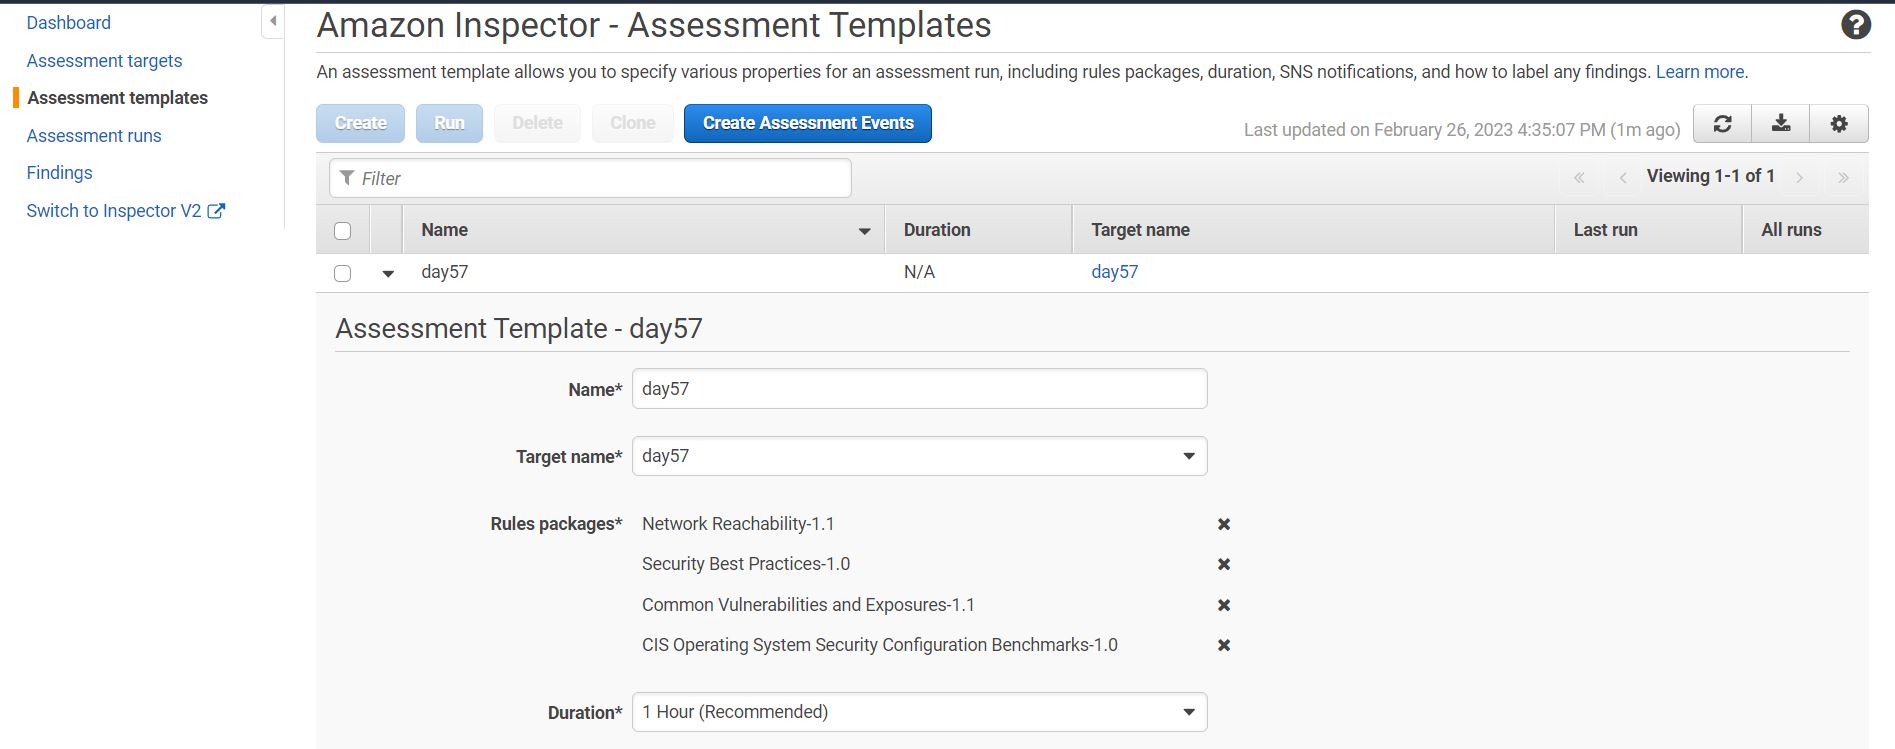 Dashboard
Assessment targets
Assessment templates
Assessment runs
Findings
Switch to Inspector V2
Amazon Inspector - Assessment Templates
An assessment template allows you to specify various properties for an assessment run, including rules packages, duration, SNS notifications, and how to label any findings. Learn more.
Create Run Delete Clone Create Assessment Events
Last updated on February 26, 2023 4:35:07 PM (1m ago)
Filter
« ‹ Viewing 1-1 of 1 › »
Name Duration Target name Last run All runs
day57 N/A day57
Assessment Template - day57
Name* day57
Target name* day57
Rules packages* Network Reachability-1.1
Security Best Practices-1.0
Common Vulnerabilities and Exposures-1.1
CIS Operating System Security Configuration Benchmarks-1.0
Duration* 1 Hour (Recommended)